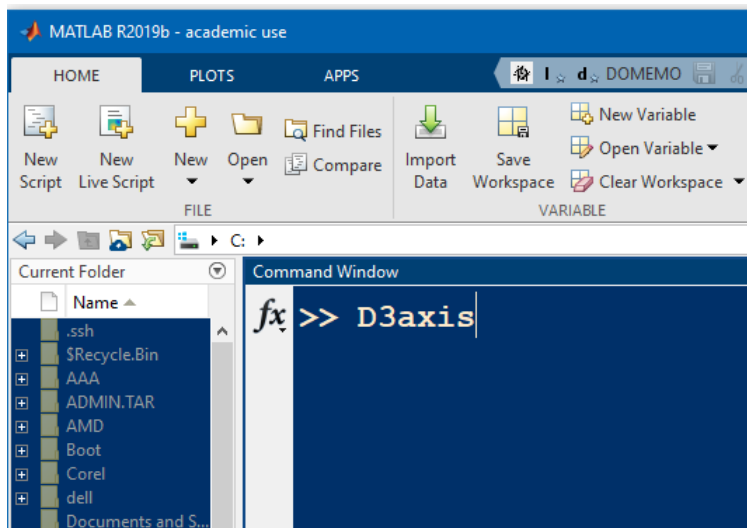 MATLAB R2019b - academic use
HOME PLOTS APPS
l d DOMEMO
New Script
New Live Script
New
Open
Find Files
Compare
Import Data
Save Workspace
New Variable
Open Variable
Clear Workspace
FILE
VARIABLE
C:
Current Folder
Name
.ssh
$Recycle.Bin
AAA
ADMIN.TAR
AMD
Boot
Corel
dell
Documents and S...
Command Window
fx >> D3axis